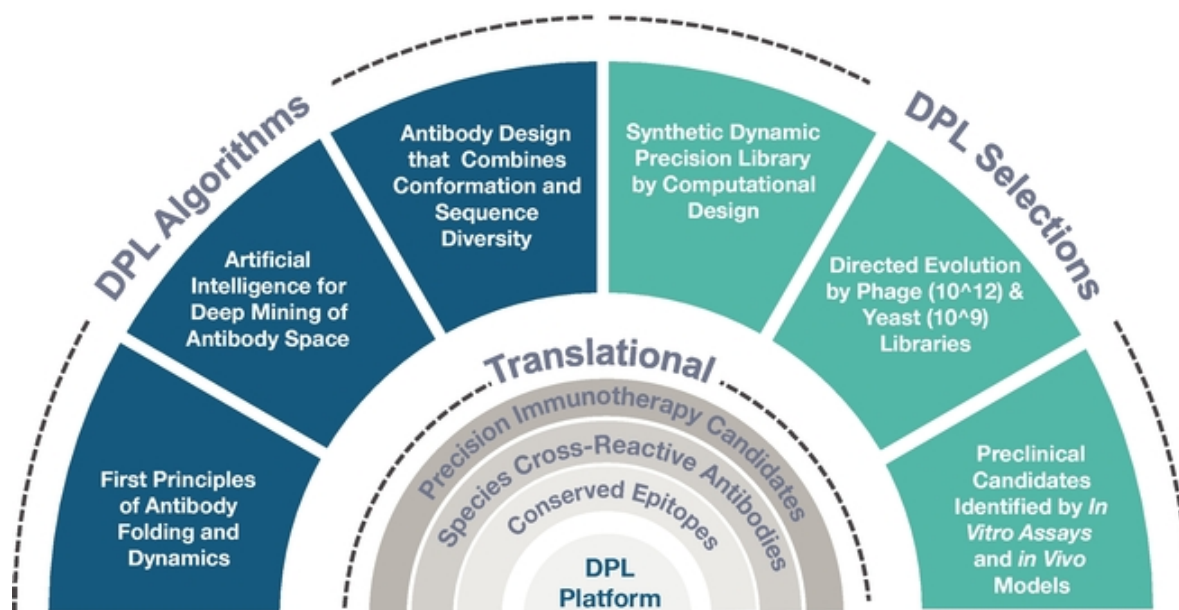 DPL Algorithms
DPL Selections
First Principles
of Antibody
Folding and
Dynamics
Artificial
Intelligence for
Deep Mining of
Antibody Space
Antibody Design
that Combines
Conformation and
Sequence
Diversity
Synthetic Dynamic
Precision Library
by Computational
Design
Directed Evolution
by Phage (10^12) &
Yeast (10^9)
Libraries
Preclinical
Candidates
Identified by In
Vitro Assays
and in Vivo
Models
Translational
Precision Immunotherapy Candidates
Species Cross-Reactive Antibodies
Conserved Epitopes
DPL
Platform